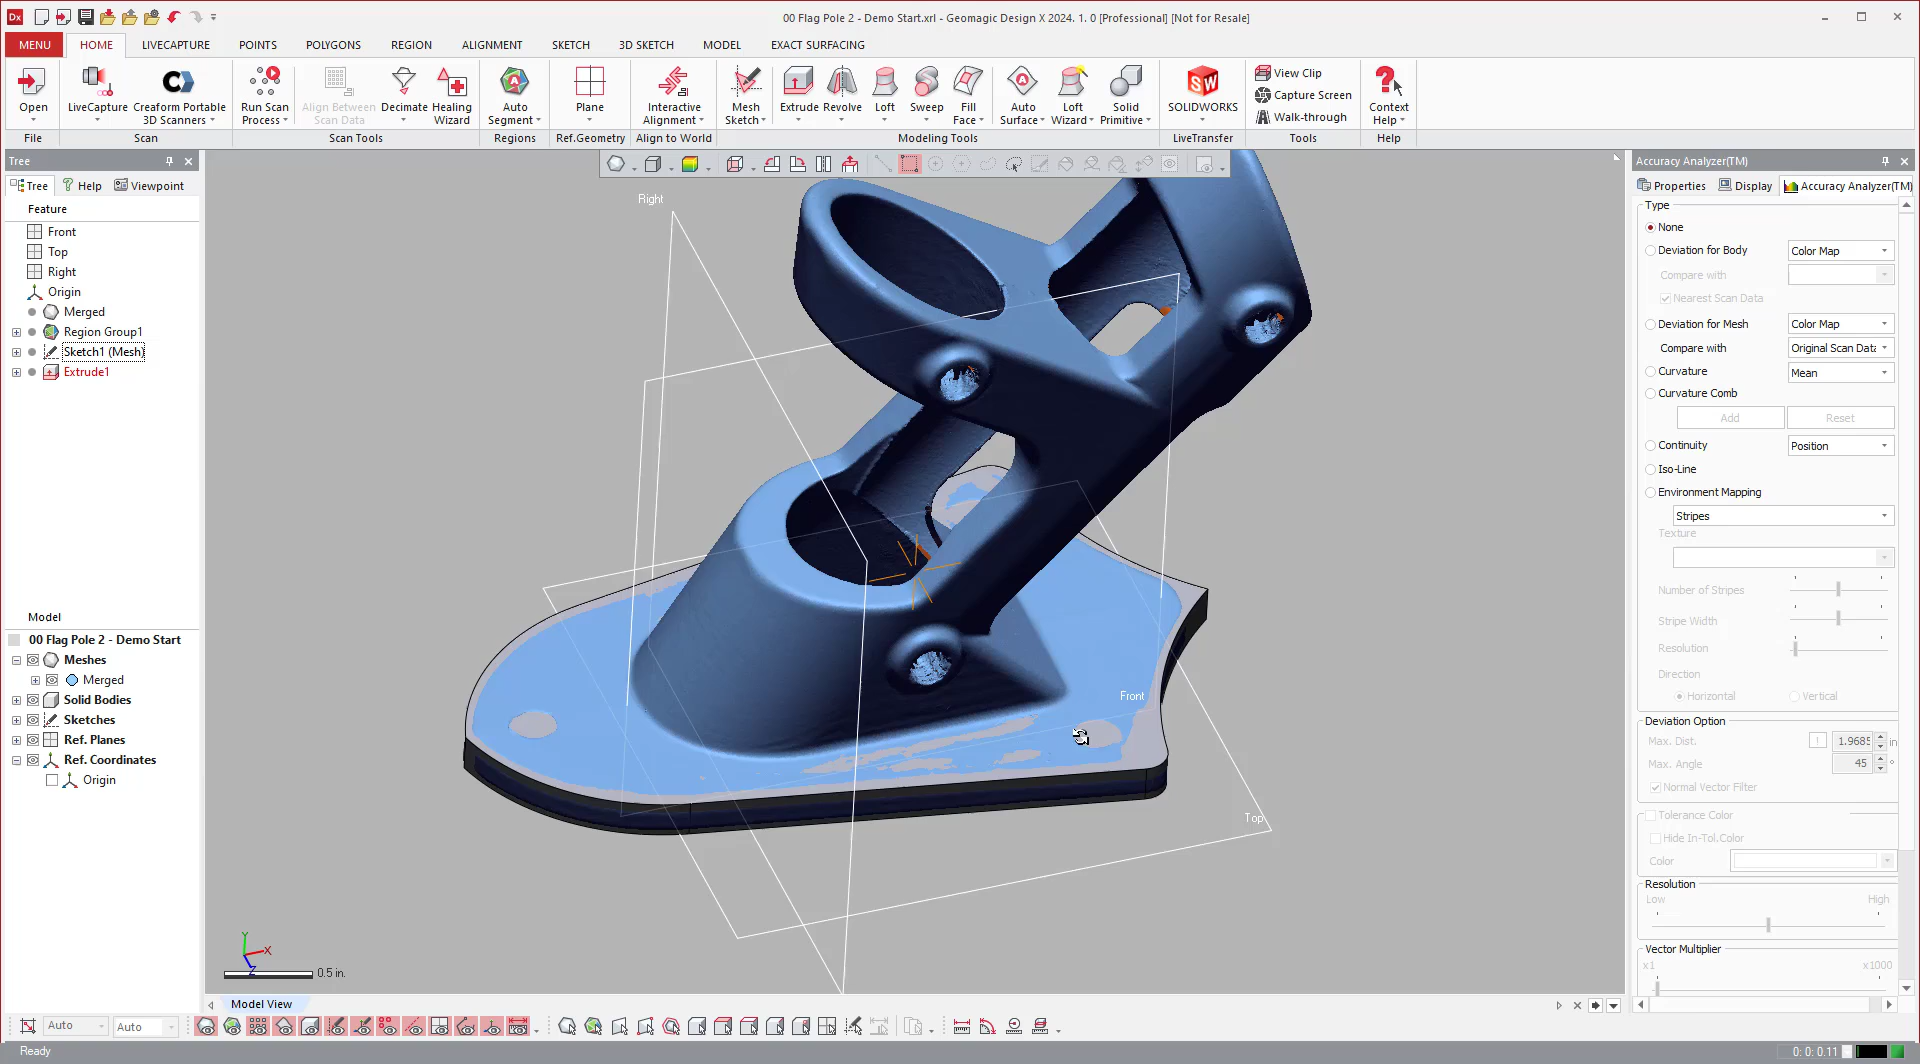 Dx
00 Flag Pole 2 - Demo Start.xrl - Geomagic Design X 2024. 1. 0 [Professional] [Not for Resale]
MENU HOME LIVECAPTURE POINTS POLYGONS REGION ALIGNMENT SKETCH 3D SKETCH MODEL EXACT SURFACING
Open
LiveCapture
Creaform Portable
3D Scanners
Run Scan
Process
Align Between
Scan Data
Decimate
Healing
Wizard
Auto
Segment
Plane
Interactive
Alignment
Mesh
Sketch
Extrude
Revolve
Loft
Sweep
Fill
Face
Auto
Surface
Loft
Wizard
Solid
Primitive
SOLIDWORKS
View Clip
Capture Screen
Walk-through
Context
Help
File Scan Scan Tools Regions Ref.Geometry Align to World Modeling Tools LiveTransfer Tools Help
Tree
Tree Help Viewpoint
Feature
Front
Top
Right
Origin
Merged
Region Group1
Sketch1 (Mesh)
Extrude1
Model
00 Flag Pole 2 - Demo Start
Meshes
Merged
Solid Bodies
Sketches
Ref. Planes
Ref. Coordinates
Origin
Right
Front
Top
Y
X
Z
0.5 in.
Model View
Accuracy Analyzer(TM)
Properties Display Accuracy Analyzer(TM)
Type
None
Deviation for Body Color Map
Compare with
Nearest Scan Data
Deviation for Mesh Color Map
Compare with Original Scan Data
Curvature Mean
Curvature Comb
Add Reset
Continuity Position
Iso-Line
Environment Mapping
Stripes
Texture
Number of Stripes
Stripe Width
Resolution
Direction
Horizontal Vertical
Deviation Option
Max. Dist. ! 1.9685 in
Max. Angle 45 °
Normal Vector Filter
Tolerance Color
Hide In-Tol.Color
Color
Resolution
Low High
Vector Multiplier
x1 x1000
Auto Auto
Ready
0: 0: 0.11